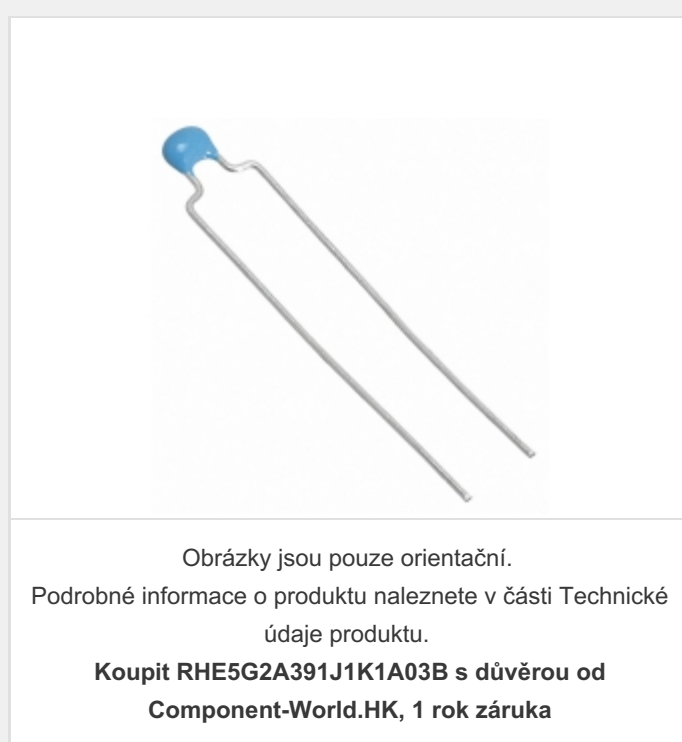 Obrázky jsou pouze orientační.
Podrobné informace o produktu naleznete v části Technické
údaje produktu.
Koupit RHE5G2A391J1K1A03B s důvěrou od
Component-World.HK, 1 rok záruka